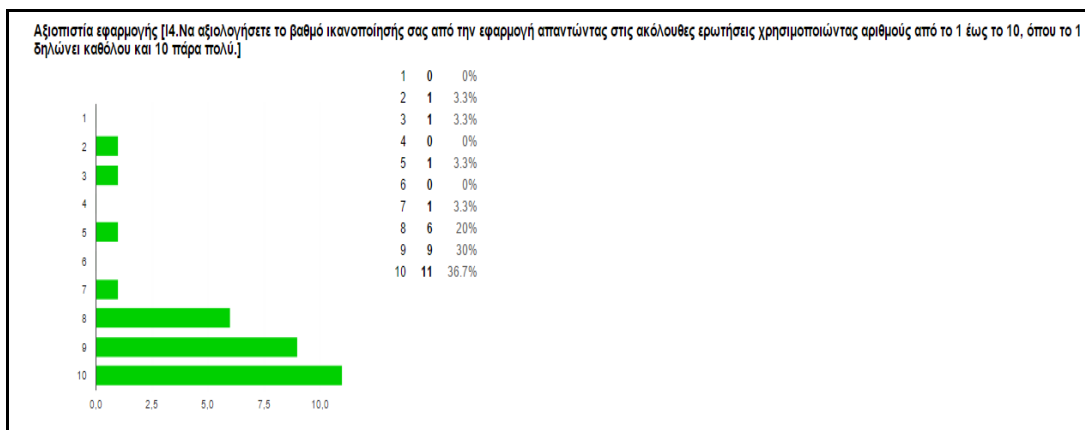 Αξιοπιστία εφαρμογής [Ι4.Να αξιολογήσετε το βαθμό ικανοποίησής σας από την εφαρμογή απαντώντας στις ακόλουθες ερωτήσεις χρησιμοποιώντας αριθμούς από το 1 έως το 10, όπου το 1
δηλώνει καθόλου και 10 πάρα πολύ.]
1 0 0%
2 1 3.3%
3 1 3.3%
4 0 0%
5 1 3.3%
6 0 0%
7 1 3.3%
8 6 20%
9 9 30%
10 11 36.7%
1
2
3
4
5
6
7
8
9
10
0,0 2,5 5,0 7,5 10,0